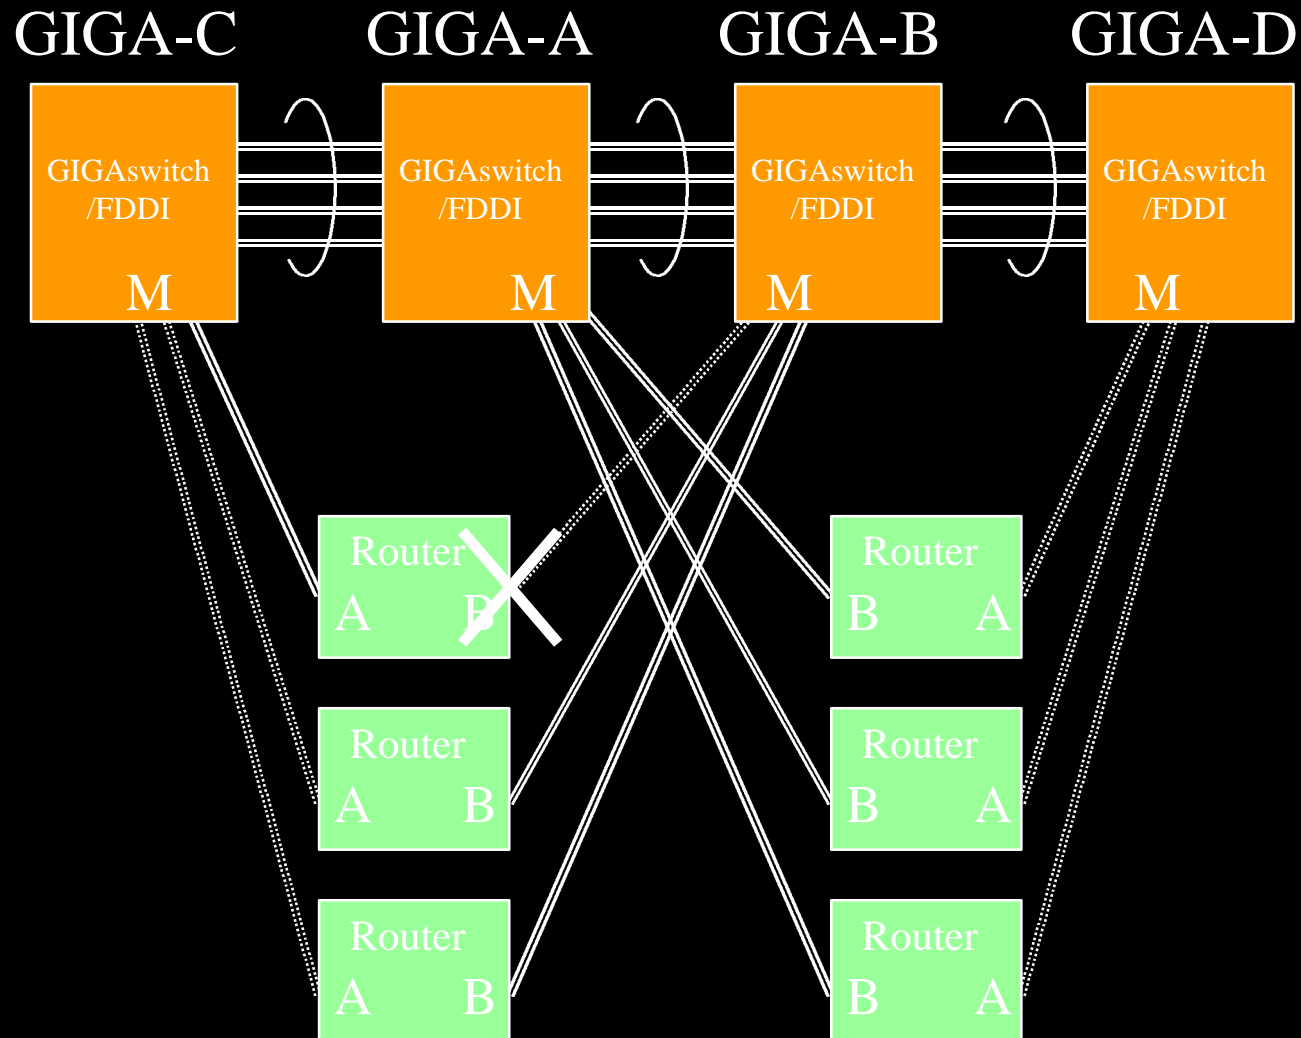 GIGA-C GIGA-A GIGA-B GIGA-D
GIGAswitch GIGAswitch GIGAswitch GIGAswitch
/FDDI /FDDI /FDDI /FDDI
M M M M
Router Router
A B B A
Router Router
A B B A
Router Router
A B B A